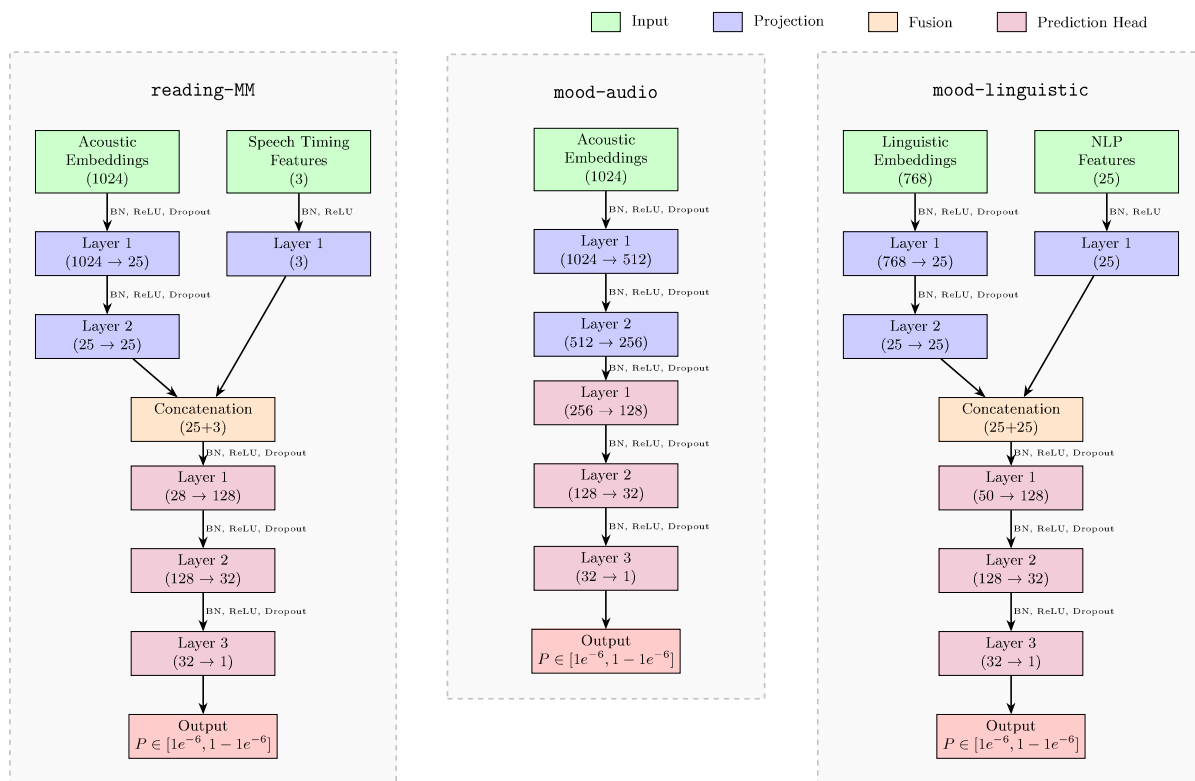 Input
Projection
Fusion
Prediction Head
reading-MM
Acoustic
Embeddings
(1024)
Speech Timing
Features
(3)
BN, ReLU, Dropout
BN, ReLU
Layer 1
(1024 → 25)
Layer 1
(3)
BN, ReLU, Dropout
Layer 2
(25 → 25)
Concatenation
(25+3)
BN, ReLU, Dropout
Layer 1
(28 → 128)
BN, ReLU, Dropout
Layer 2
(128 → 32)
BN, ReLU, Dropout
Layer 3
(32 → 1)
Output
P ∈ [1e⁻⁶, 1 − 1e⁻⁶]
mood-audio
Acoustic
Embeddings
(1024)
BN, ReLU, Dropout
Layer 1
(1024 → 512)
BN, ReLU, Dropout
Layer 2
(512 → 256)
BN, ReLU, Dropout
Layer 1
(256 → 128)
BN, ReLU, Dropout
Layer 2
(128 → 32)
BN, ReLU, Dropout
Layer 3
(32 → 1)
Output
P ∈ [1e⁻⁶, 1 − 1e⁻⁶]
mood-linguistic
Linguistic
Embeddings
(768)
NLP
Features
(25)
BN, ReLU, Dropout
BN, ReLU
Layer 1
(768 → 25)
Layer 1
(25)
BN, ReLU, Dropout
Layer 2
(25 → 25)
Concatenation
(25+25)
BN, ReLU, Dropout
Layer 1
(50 → 128)
BN, ReLU, Dropout
Layer 2
(128 → 32)
BN, ReLU, Dropout
Layer 3
(32 → 1)
Output
P ∈ [1e⁻⁶, 1 − 1e⁻⁶]